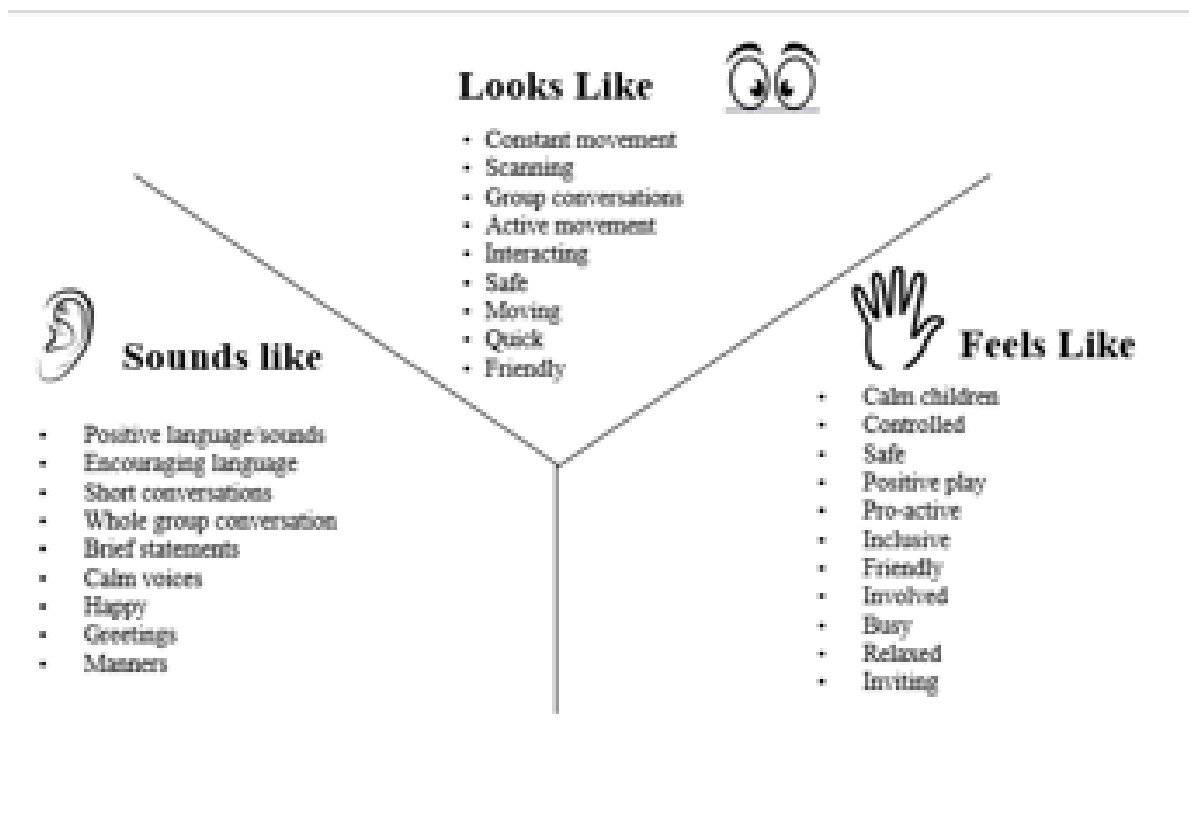 Looks Like
• Constant movement
• Scanning
• Group conversations
• Active movement
• Interacting
• Safe
• Moving
• Quick
• Friendly
Sounds like
• Positive language/sounds
• Encouraging language
• Short conversations
• Whole group conversation
• Brief statements
• Calm voices
• Happy
• Greetings
• Manners
Feels Like
• Calm children
• Controlled
• Safe
• Positive play
• Pro-active
• Inclusive
• Friendly
• Involved
• Busy
• Relaxed
• Inviting